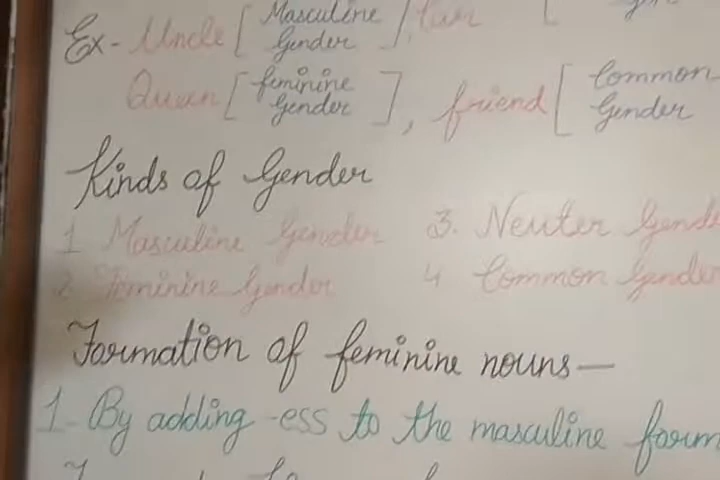 Ex- Uncle [ Masculine Gender ],
Queen [ feminine Gender ], friend [ Common Gender
Kinds of Gender
1 Masculine Gender 3. Neuter Gende
2 Feminine Gender 4 Common Gender
Formation of feminine nouns—
1- By adding -ess to the masculine form